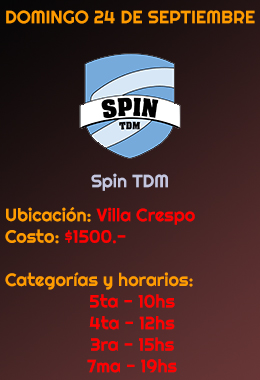 DOMINGO 24 DE SEPTIEMBRE
SPIN
TDM
Spin TDM
Ubicación: Villa Crespo
Costo: $1500.-
Categorías y horarios:
5ta - 10hs
4ta - 12hs
3ra - 15hs
7ma - 19hs